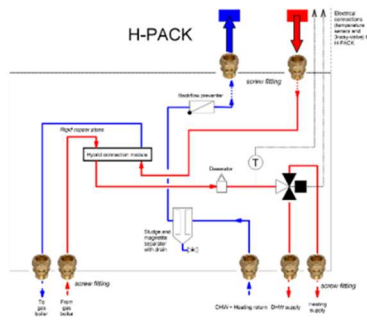 H-PACK
Electrical
connections
(temperature
sensors and
3-way-valve) to
H-PACK
screw fitting
Backflow preventer
Rigid copper pipes
Hybrid connection module
Deaerator
T
Sludge and
magnetite
separator
with drain
screw fitting
screw fitting
To
gas
boiler
From
gas
boiler
DHW + Heating return
DHW supply
Heating
supply